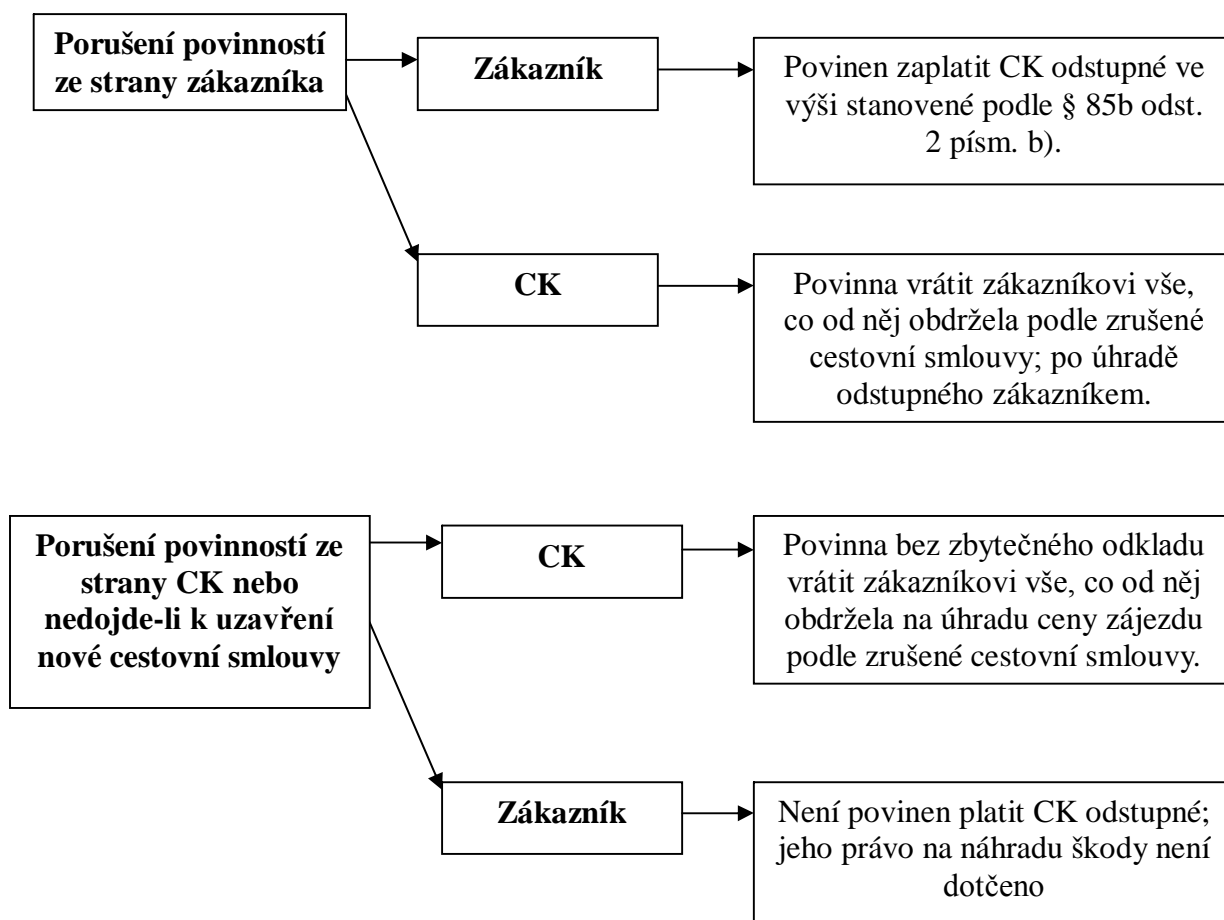 Porušení povinností
ze strany zákazníka
Zákazník
Povinen zaplatit CK odstupné ve
výši stanovené podle § 85b odst.
2 písm. b).
CK
Povinna vrátit zákazníkovi vše,
co od něj obdržela podle zrušené
cestovní smlouvy; po úhradě
odstupného zákazníkem.
Porušení povinností ze
strany CK nebo
nedojde-li k uzavření
nové cestovní smlouvy
CK
Povinna bez zbytečného odkladu
vrátit zákazníkovi vše, co od něj
obdržela na úhradu ceny zájezdu
podle zrušené cestovní smlouvy.
Zákazník
Není povinen platit CK odstupné;
jeho právo na náhradu škody není
dotčeno